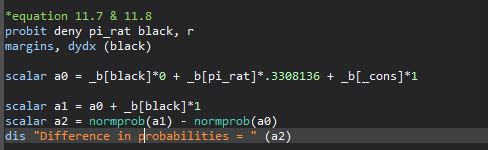 *equation 11.7 & 11.8
probit deny pi_rat black, r
margins, dydx (black)
scalar a0 = _b[black]*0 + _b[pi_rat]*.3308136 + _b[_cons]*1
scalar a1 = a0 + _b[black]*1
scalar a2 = normprob(a1) - normprob(a0)
dis "Difference in probabilities = " (a2)